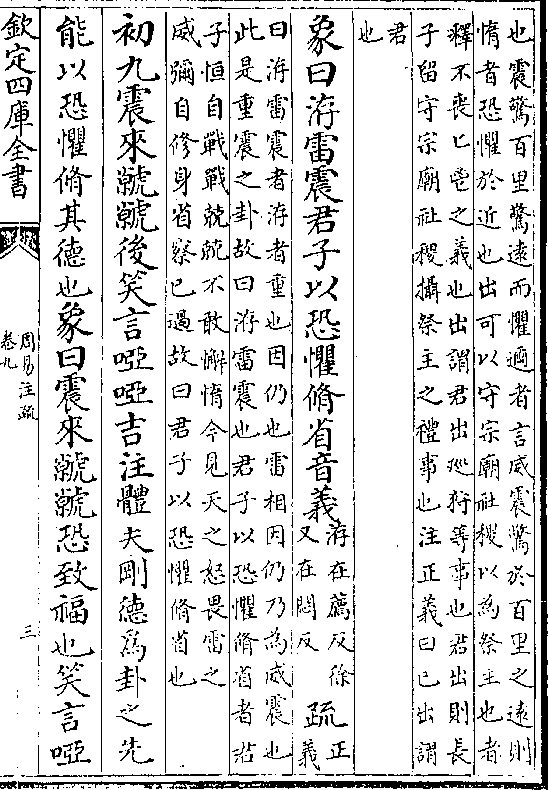 也震驚百里驚遠而懼邇者言威震驚於百里之遠則
惰者恐懼於近也出可以守宗廟社稷以為祭主也者
釋不喪匕鬯之義也出謂君出廵狩等事也君出則長
子留守宗廟社稷攝祭主之禮事也注正義曰已出謂
君
也
象曰洊雷震君子以恐懼脩省音義
洊在薦反徐
又在悶反
疏
正
義
曰洊雷震者洊者重也因仍也雷相因仍乃為威震也
此是重震之卦故曰洊雷震也君子以恐懼脩省者君
子恒自戰戰兢兢不敢懈惰今見天之怒畏雷之
威彌自修身省察已過故曰君子以恐懼脩省也
初九震來虩虩後笑言啞啞吉注體夫剛德爲卦之先
能以恐懼脩其德也象曰震來虩虩恐致福也笑言啞
欽定四庫全書
周易注疏
卷九
三